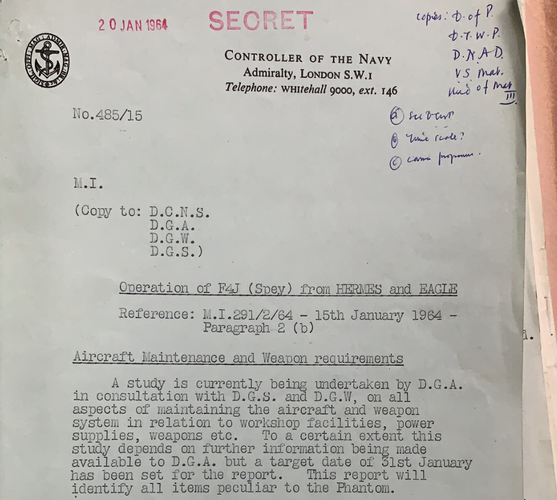 20 JAN 1964
SECRET
copies: D. of P.
D.T.W.P.
D.N.A.D.
VS Mat.
III
CONTROLLER OF THE NAVY
Admiralty, LONDON S.W.1
Telephone: WHITEHALL 9000, ext. 146
No.485/15
(b) Time scale?
(c)
M.I.
(Copy to: D.C.N.S.
D.G.A.
D.G.W.
D.G.S.)
Operation of F4J (Spey) from HERMES and EAGLE
Reference: M.I.291/2/64 - 15th January 1964 -
Paragraph 2 (b)
Aircraft Maintenance and Weapon requirements
A study is currently being undertaken by D.G.A.
in consultation with D.G.S. and D.G.W, on all
aspects of maintaining the aircraft and weapon
system in relation to workshop facilities, power
supplies, weapons etc. To a certain extent this
study depends on further information being made
available to D.G.A. but a target date of 31st January
has been set for the report. This report will
identify all items peculiar to the Phantom.